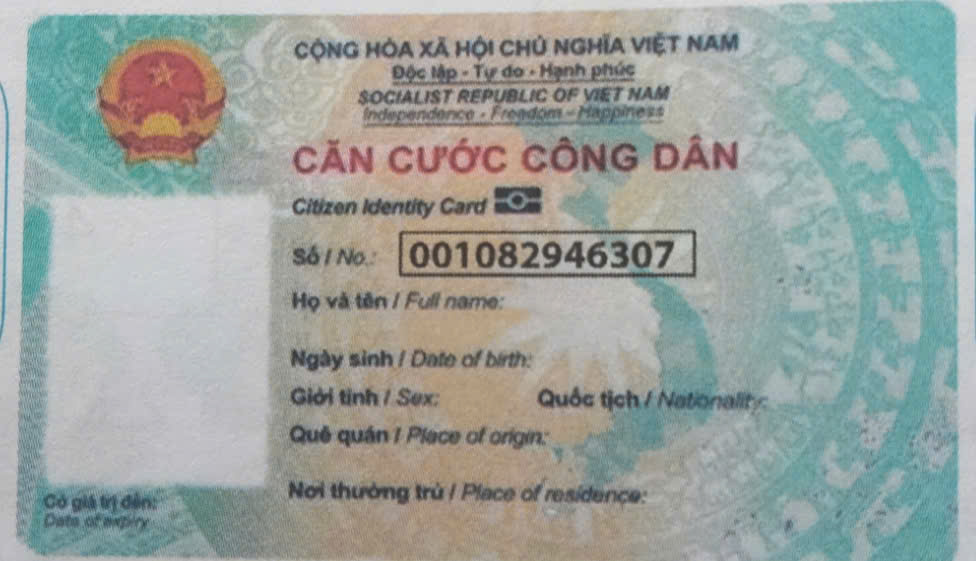 CỘNG HÒA XÃ HỘI CHỦ NGHĨA VIỆT NAM
Độc lập - Tự do - Hạnh phúc
SOCIALIST REPUBLIC OF VIET NAM
Independence - Freedom - Happiness
CĂN CƯỚC CÔNG DÂN
Citizen Identity Card
Số / No.: 001082946307
Họ và tên / Full name:
Ngày sinh / Date of birth:
Giới tính / Sex: Quốc tịch / Nationality:
Quê quán / Place of origin:
Nơi thường trú / Place of residence:
Có giá trị đến:
Date of expiry